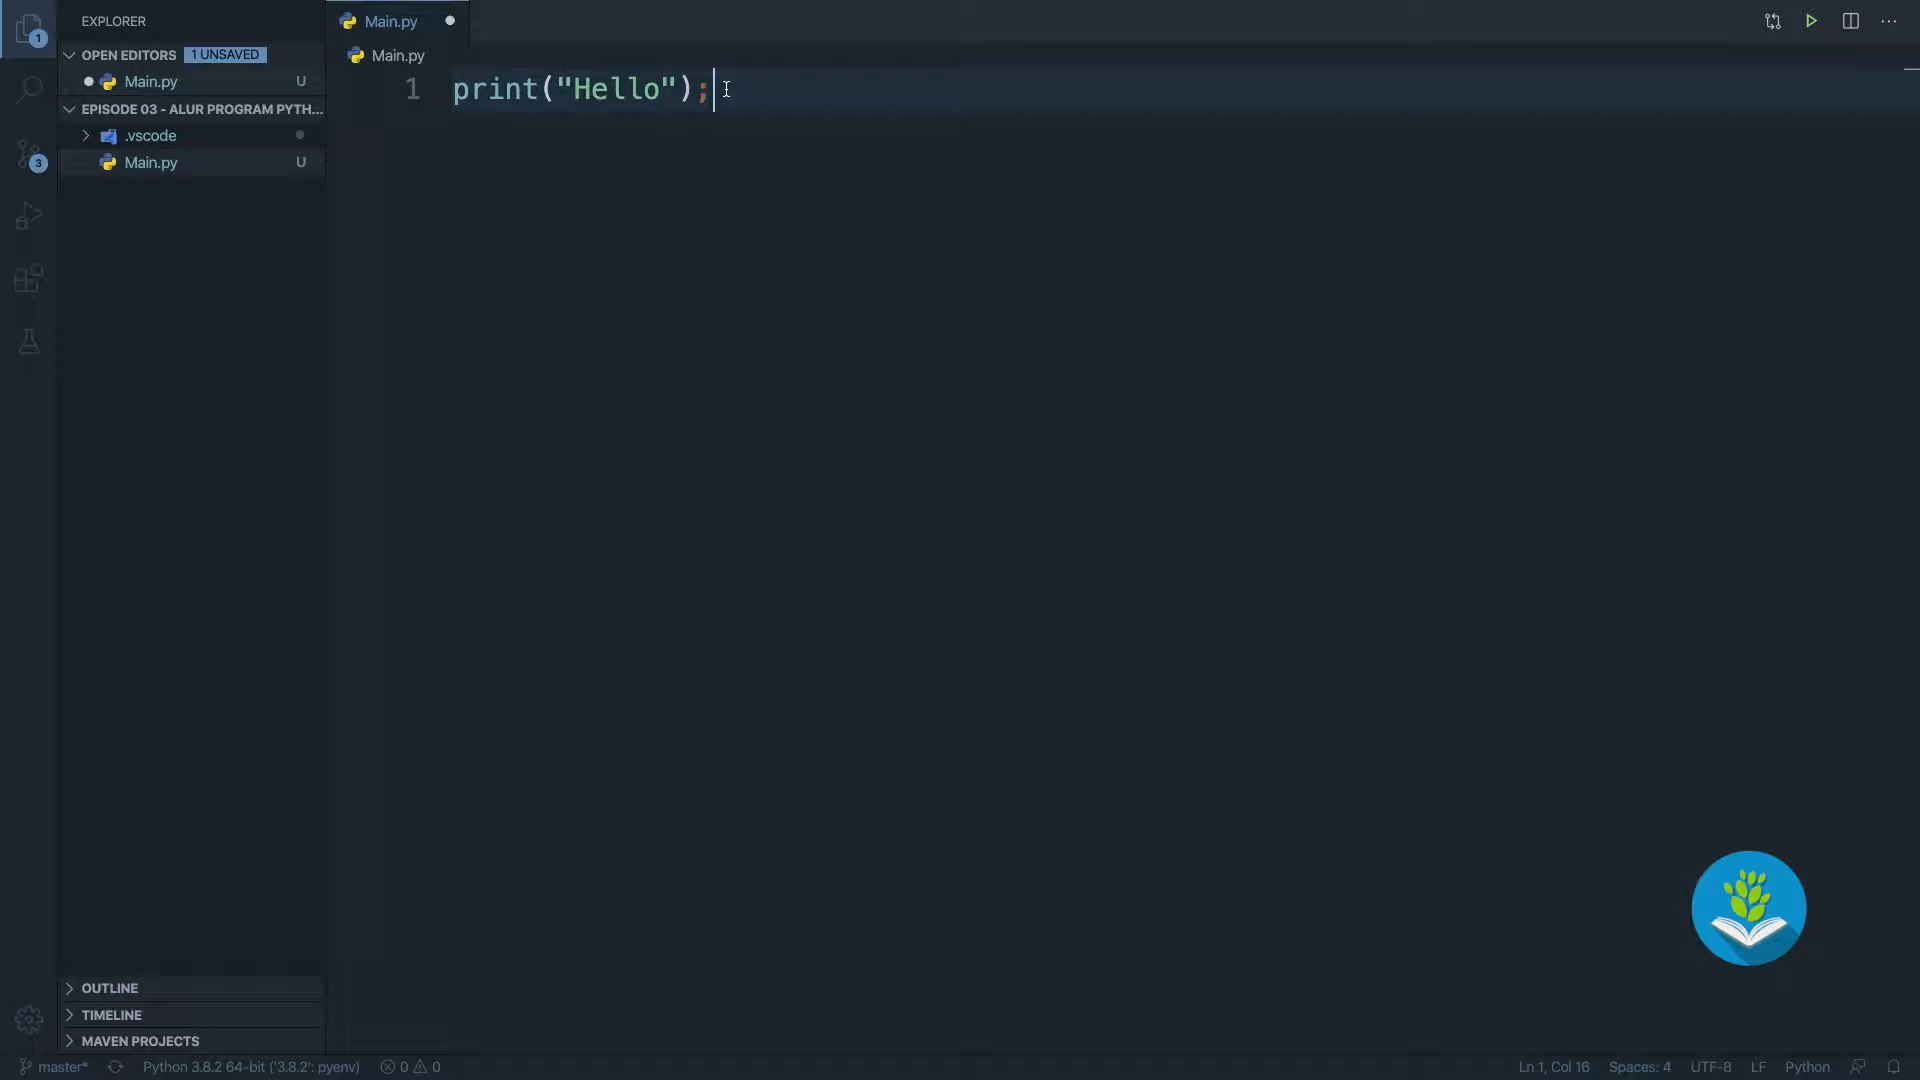 EXPLORER
OPEN EDITORS 1 UNSAVED
Main.py U
EPISODE 03 - ALUR PROGRAM PYTH...
.vscode
Main.py U
1
3
OUTLINE
TIMELINE
MAVEN PROJECTS
Main.py
Main.py
1 print("Hello");
master* Python 3.8.2 64-bit ('3.8.2': pyenv) 0 0 Ln 1, Col 16 Spaces: 4 UTF-8 LF Python